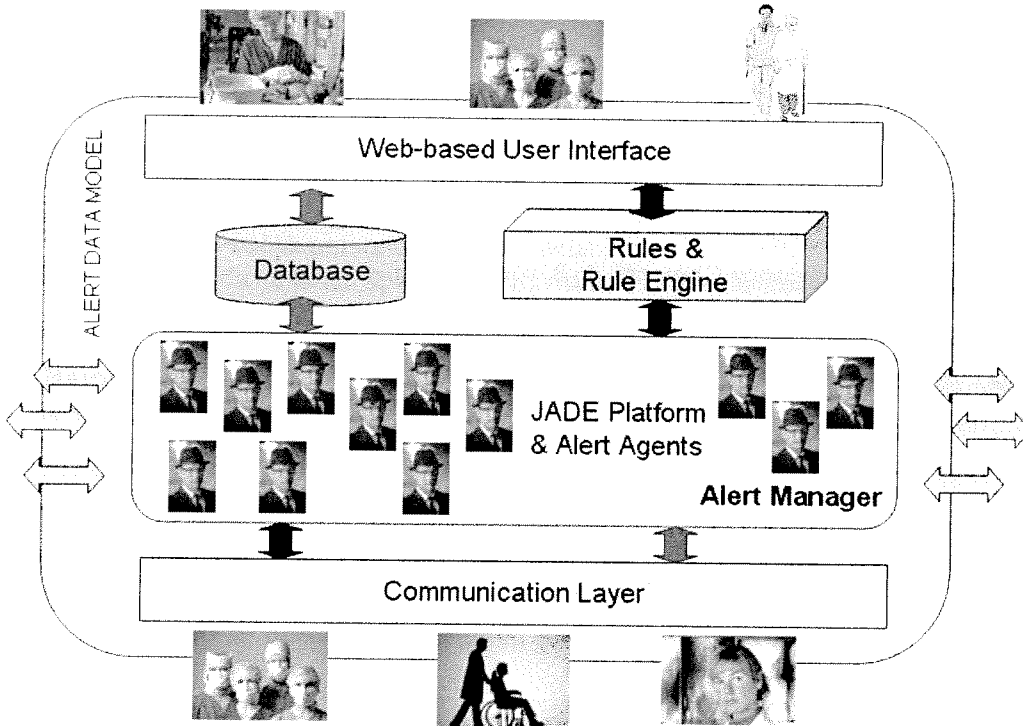 Web-based User Interface
ALERT DATA MODEL
Database
Rules &
Rule Engine
JADE Platform
& Alert Agents
Alert Manager
Communication Layer